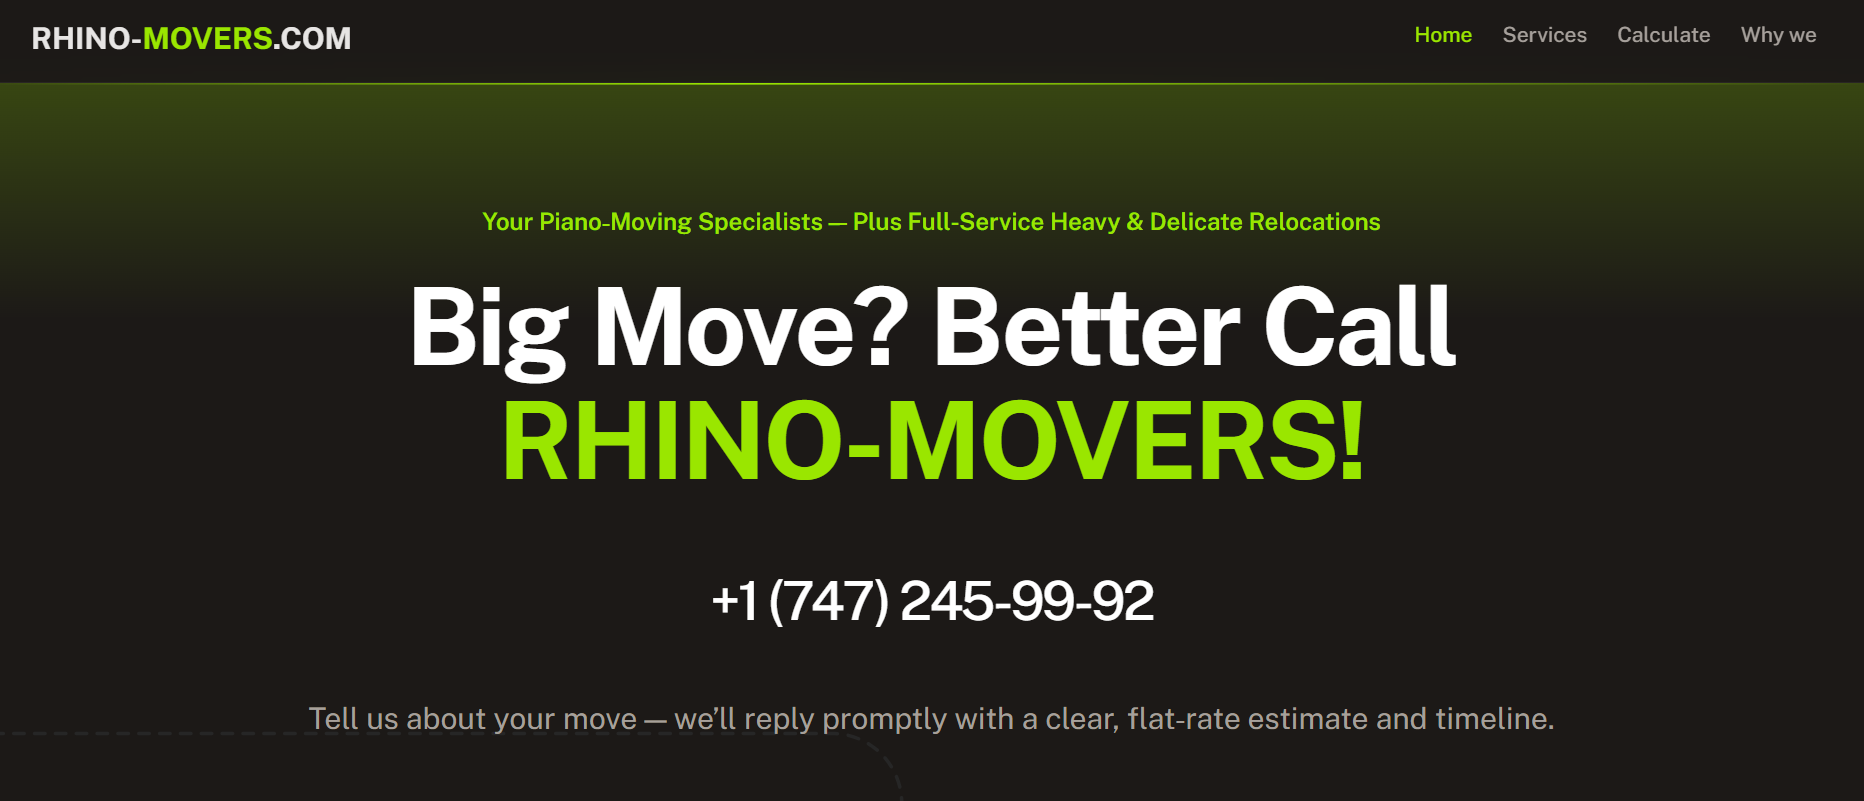 RHINO-MOVERS.COM
Home Services Calculate Why we
Your Piano-Moving Specialists — Plus Full-Service Heavy & Delicate Relocations
Big Move? Better Call
RHINO-MOVERS!
+1 (747) 245-99-92
Tell us about your move — we’ll reply promptly with a clear, flat-rate estimate and timeline.